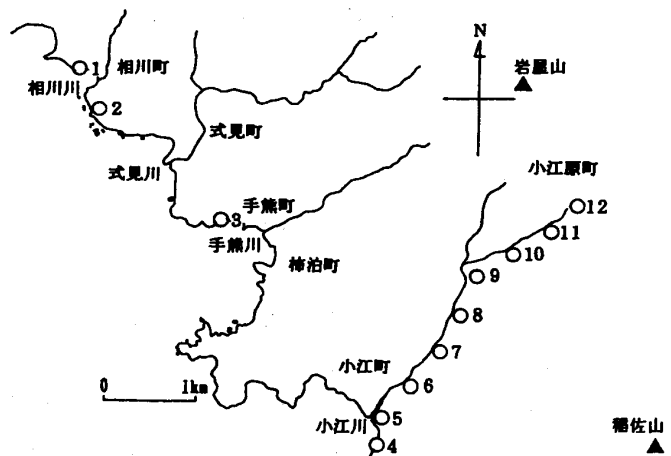 N
岩屋山
1
相川町
相川川
2
式見町
式見川
小江原町
手熊町
3
手熊川
12
11
10
柿泊町
9
8
7
0 1km
小江町
6
小江川
5
稲佐山
4